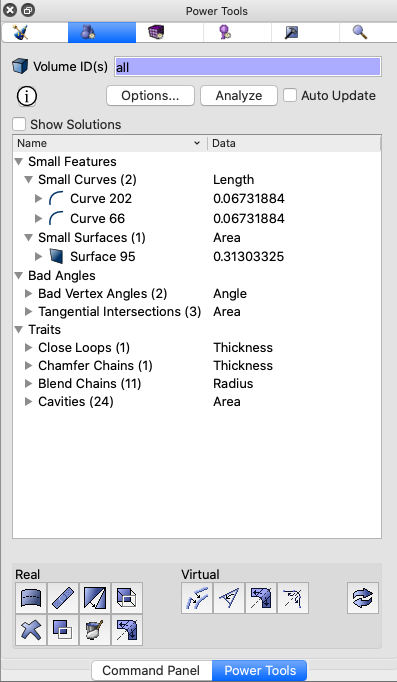 Power Tools
Volume ID(s) all
Options... Analyze Auto Update
Show Solutions
Name Data
Small Features
Small Curves (2) Length
Curve 202 0.06731884
Curve 66 0.06731884
Small Surfaces (1) Area
Surface 95 0.31303325
Bad Angles
Bad Vertex Angles (2) Angle
Tangential Intersections (3) Area
Traits
Close Loops (1) Thickness
Chamfer Chains (1) Thickness
Blend Chains (11) Radius
Cavities (24) Area
Real Virtual
Command Panel Power Tools